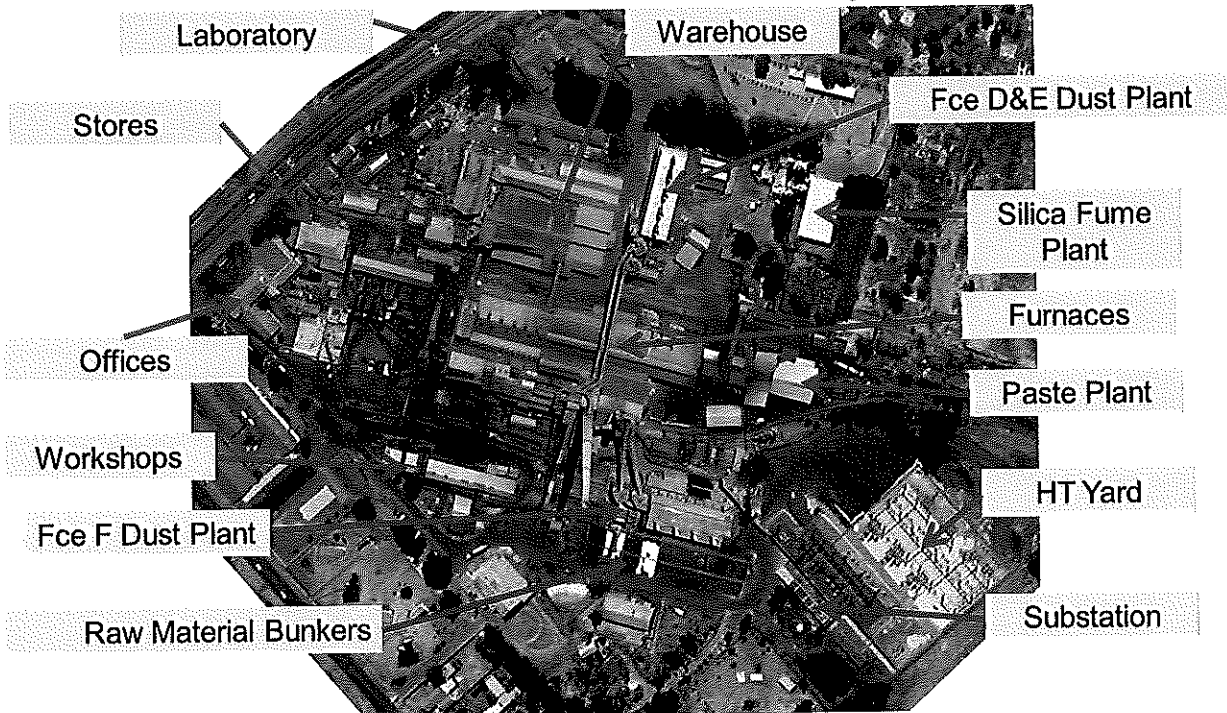 Laboratory
Warehouse
Fce D&E Dust Plant
Stores
Silica Fume
Plant
Furnaces
Offices
Paste Plant
Workshops
HT Yard
Fce F Dust Plant
Raw Material Bunkers
Substation